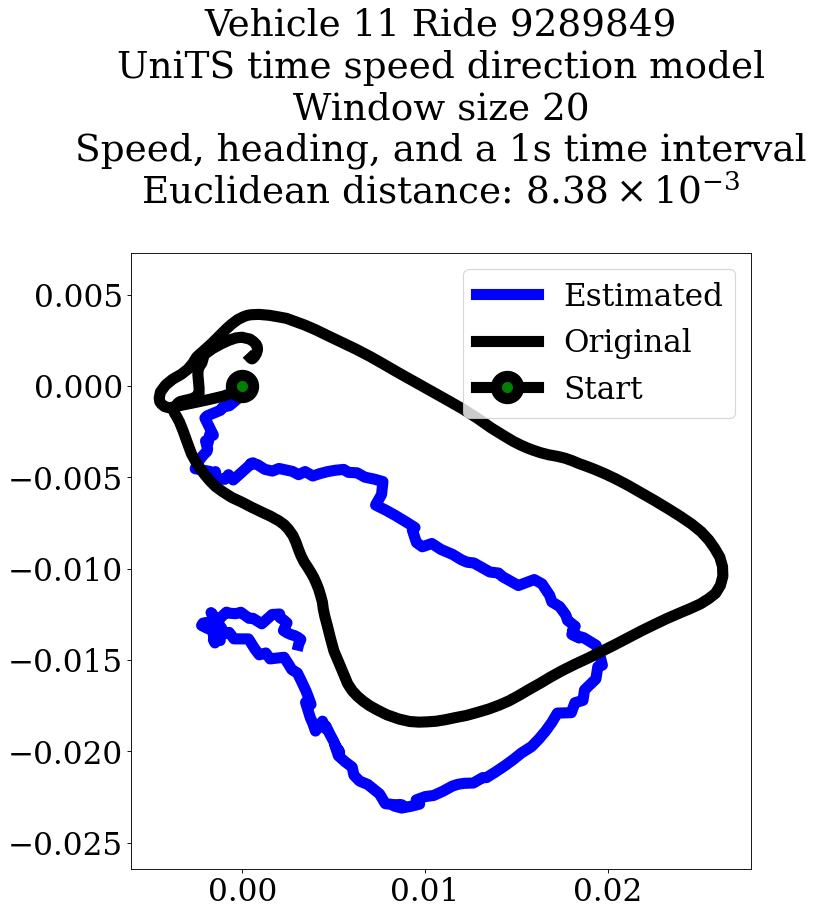 Vehicle 11 Ride 9289849
UniTS time speed direction model
Window size 20
Speed, heading, and a 1s time interval
Euclidean distance: 8.38 × 10⁻³
Estimated
Original
Start
0.005
0.000
−0.005
−0.010
−0.015
−0.020
−0.025
0.00
0.01
0.02